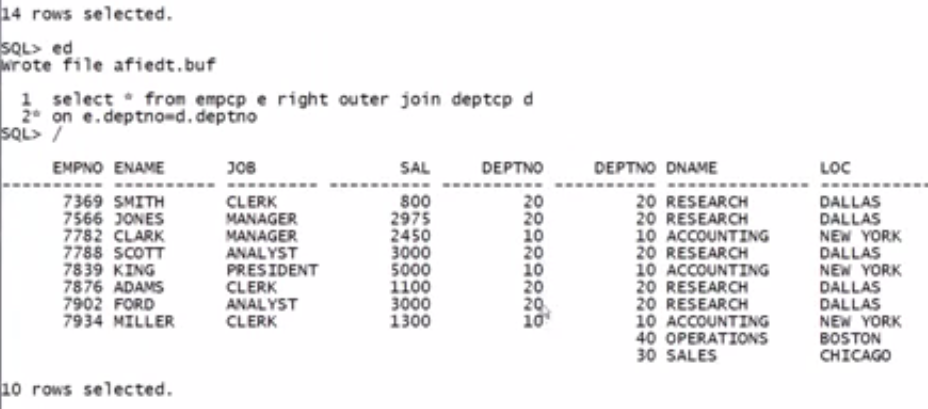 14 rows selected.
SQL> ed
Wrote file afiedt.buf
1 select * from empcp e right outer join deptcp d
2* on e.deptno=d.deptno
SQL> /
EMPNO ENAME JOB SAL DEPTNO DEPTNO DNAME LOC
---------- ---------- --------- ---------- ---------- ---------- -------------- -------------
7369 SMITH CLERK 800 20 20 RESEARCH DALLAS
7566 JONES MANAGER 2975 20 20 RESEARCH DALLAS
7782 CLARK MANAGER 2450 10 10 ACCOUNTING NEW YORK
7788 SCOTT ANALYST 3000 20 20 RESEARCH DALLAS
7839 KING PRESIDENT 5000 10 10 ACCOUNTING NEW YORK
7876 ADAMS CLERK 1100 20 20 RESEARCH DALLAS
7902 FORD ANALYST 3000 20 20 RESEARCH DALLAS
7934 MILLER CLERK 1300 10 10 ACCOUNTING NEW YORK
40 OPERATIONS BOSTON
30 SALES CHICAGO
10 rows selected.